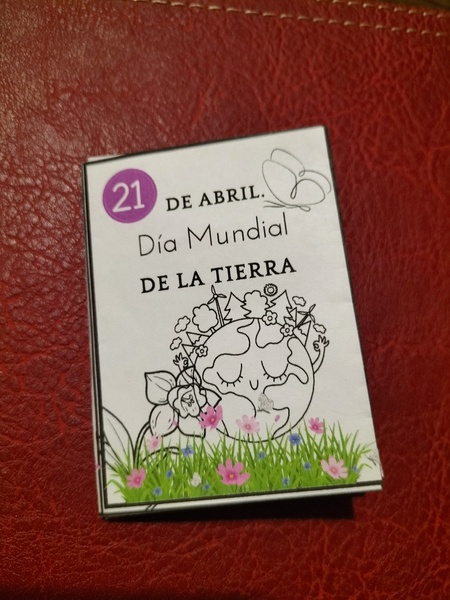 21 DE ABRIL.
Día Mundial
DE LA TIERRA